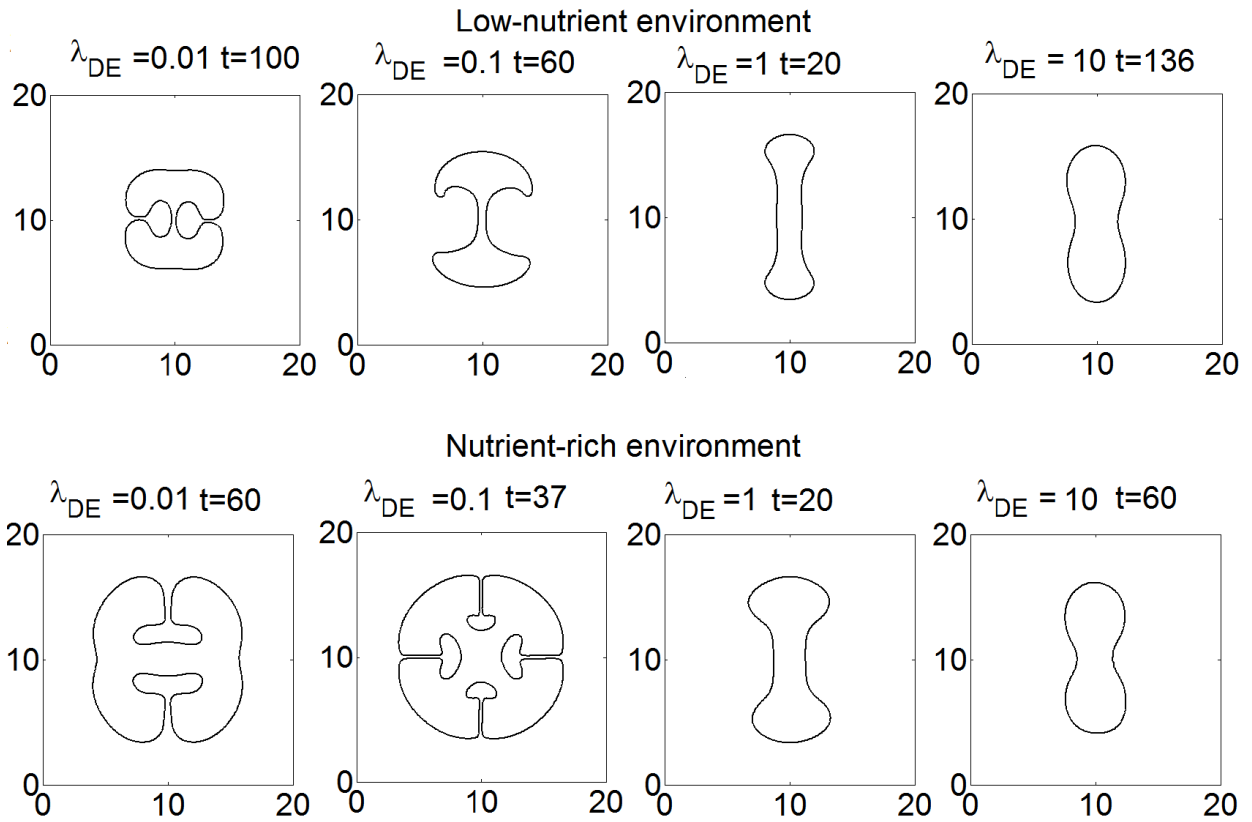 Low-nutrient environment
λDE =0.01 t=100
λDE =0.1 t=60
λDE =1 t=20
λDE = 10 t=136
20
10
0
0 10 20
20
10
0
0 10 20
20
10
0
0 10 20
20
10
0
0 10 20
Nutrient-rich environment
λDE =0.01 t=60
λDE =0.1 t=37
λDE =1 t=20
λDE = 10 t=60
20
10
0
0 10 20
20
10
0
0 10 20
20
10
0
0 10 20
20
10
0
0 10 20